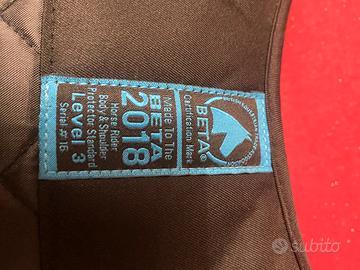 Made To The
BETA
2018
Horse Rider
Body & Shoulder
Protector Standard
Level 3
Serial #16
BETA®
Certification Mark
subito